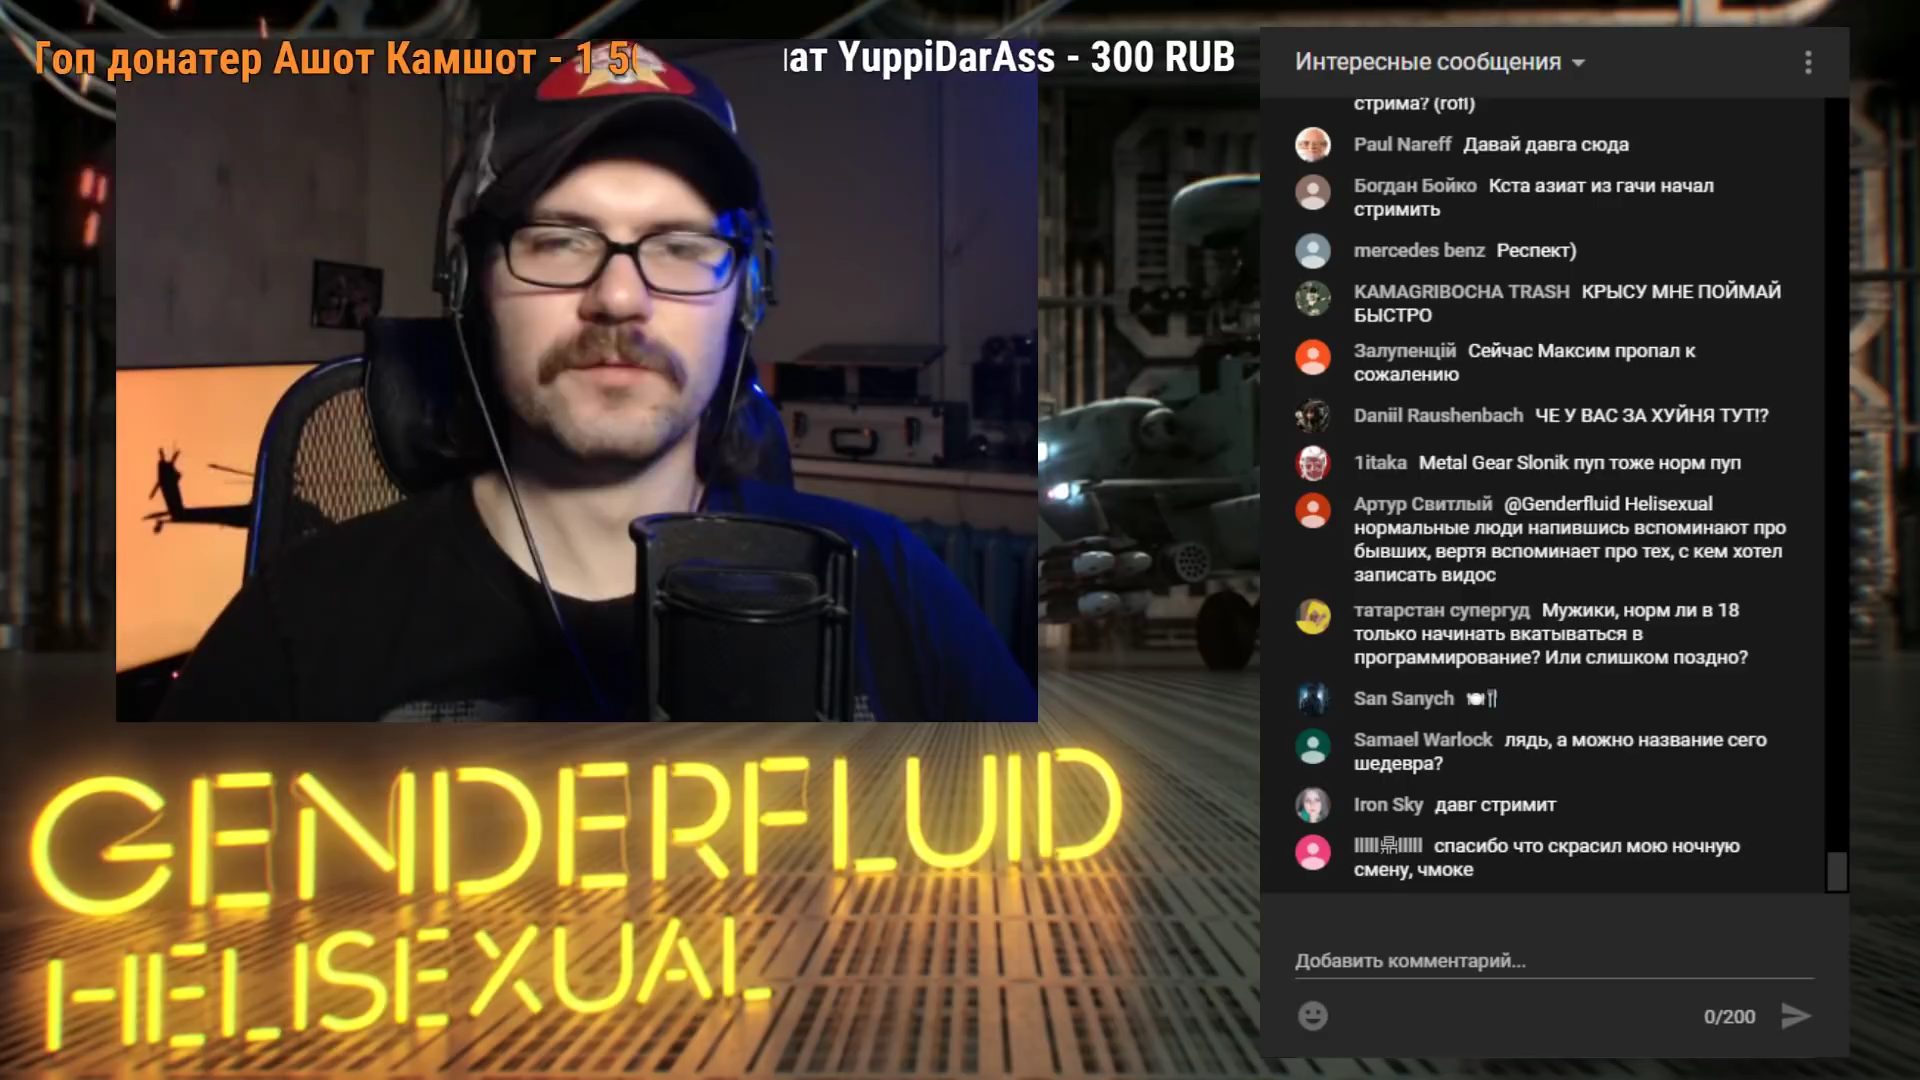 Топ донатер Ашот Камшот - 1 5
ат YuppiDarAss - 300 RUB
Интересные сообщения
стрима? (rofl)
Paul Nareff Давай давга сюда
Богдан Бойко Кста азиат из гачи начал
стримить
mercedes benz Респект)
KAMAGRIBOCHA TRASH КРЫСУ МНЕ ПОЙМАЙ
БЫСТРО
Залупенцiй Сейчас Максим пропал к
сожалению
Daniil Raushenbach ЧЕ У ВАС ЗА ХУЙНЯ ТУТ!?
1itaka Metal Gear Slonik пуп тоже норм пуп
Артур Свитлый @Genderfluid Helisexual
нормальные люди напившись вспоминают про
бывших, вертя вспоминает про тех, с кем хотел
записать видос
татарстан супергуд Мужики, норм ли в 18
только начинать вкатываться в
программирование? Или слишком поздно?
San Sanych 🍽🍴
Samael Warlock лядь, а можно название сего
шедевра?
Iron Sky давг стримит
спасибо что скрасил мою ночную
смену, чмоке
Добавить комментарий...
0/200
GENDERFLUID
HELISEXUAL